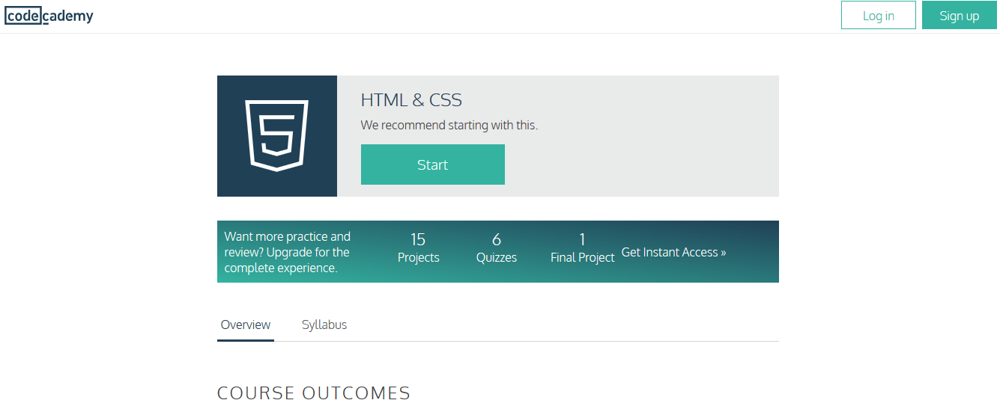 codecademy
Log in
Sign up
HTML & CSS
We recommend starting with this.
Start
Want more practice and
review? Upgrade for the
complete experience.
15
Projects
6
Quizzes
1
Final Project
Get Instant Access »
Overview
Syllabus
COURSE OUTCOMES